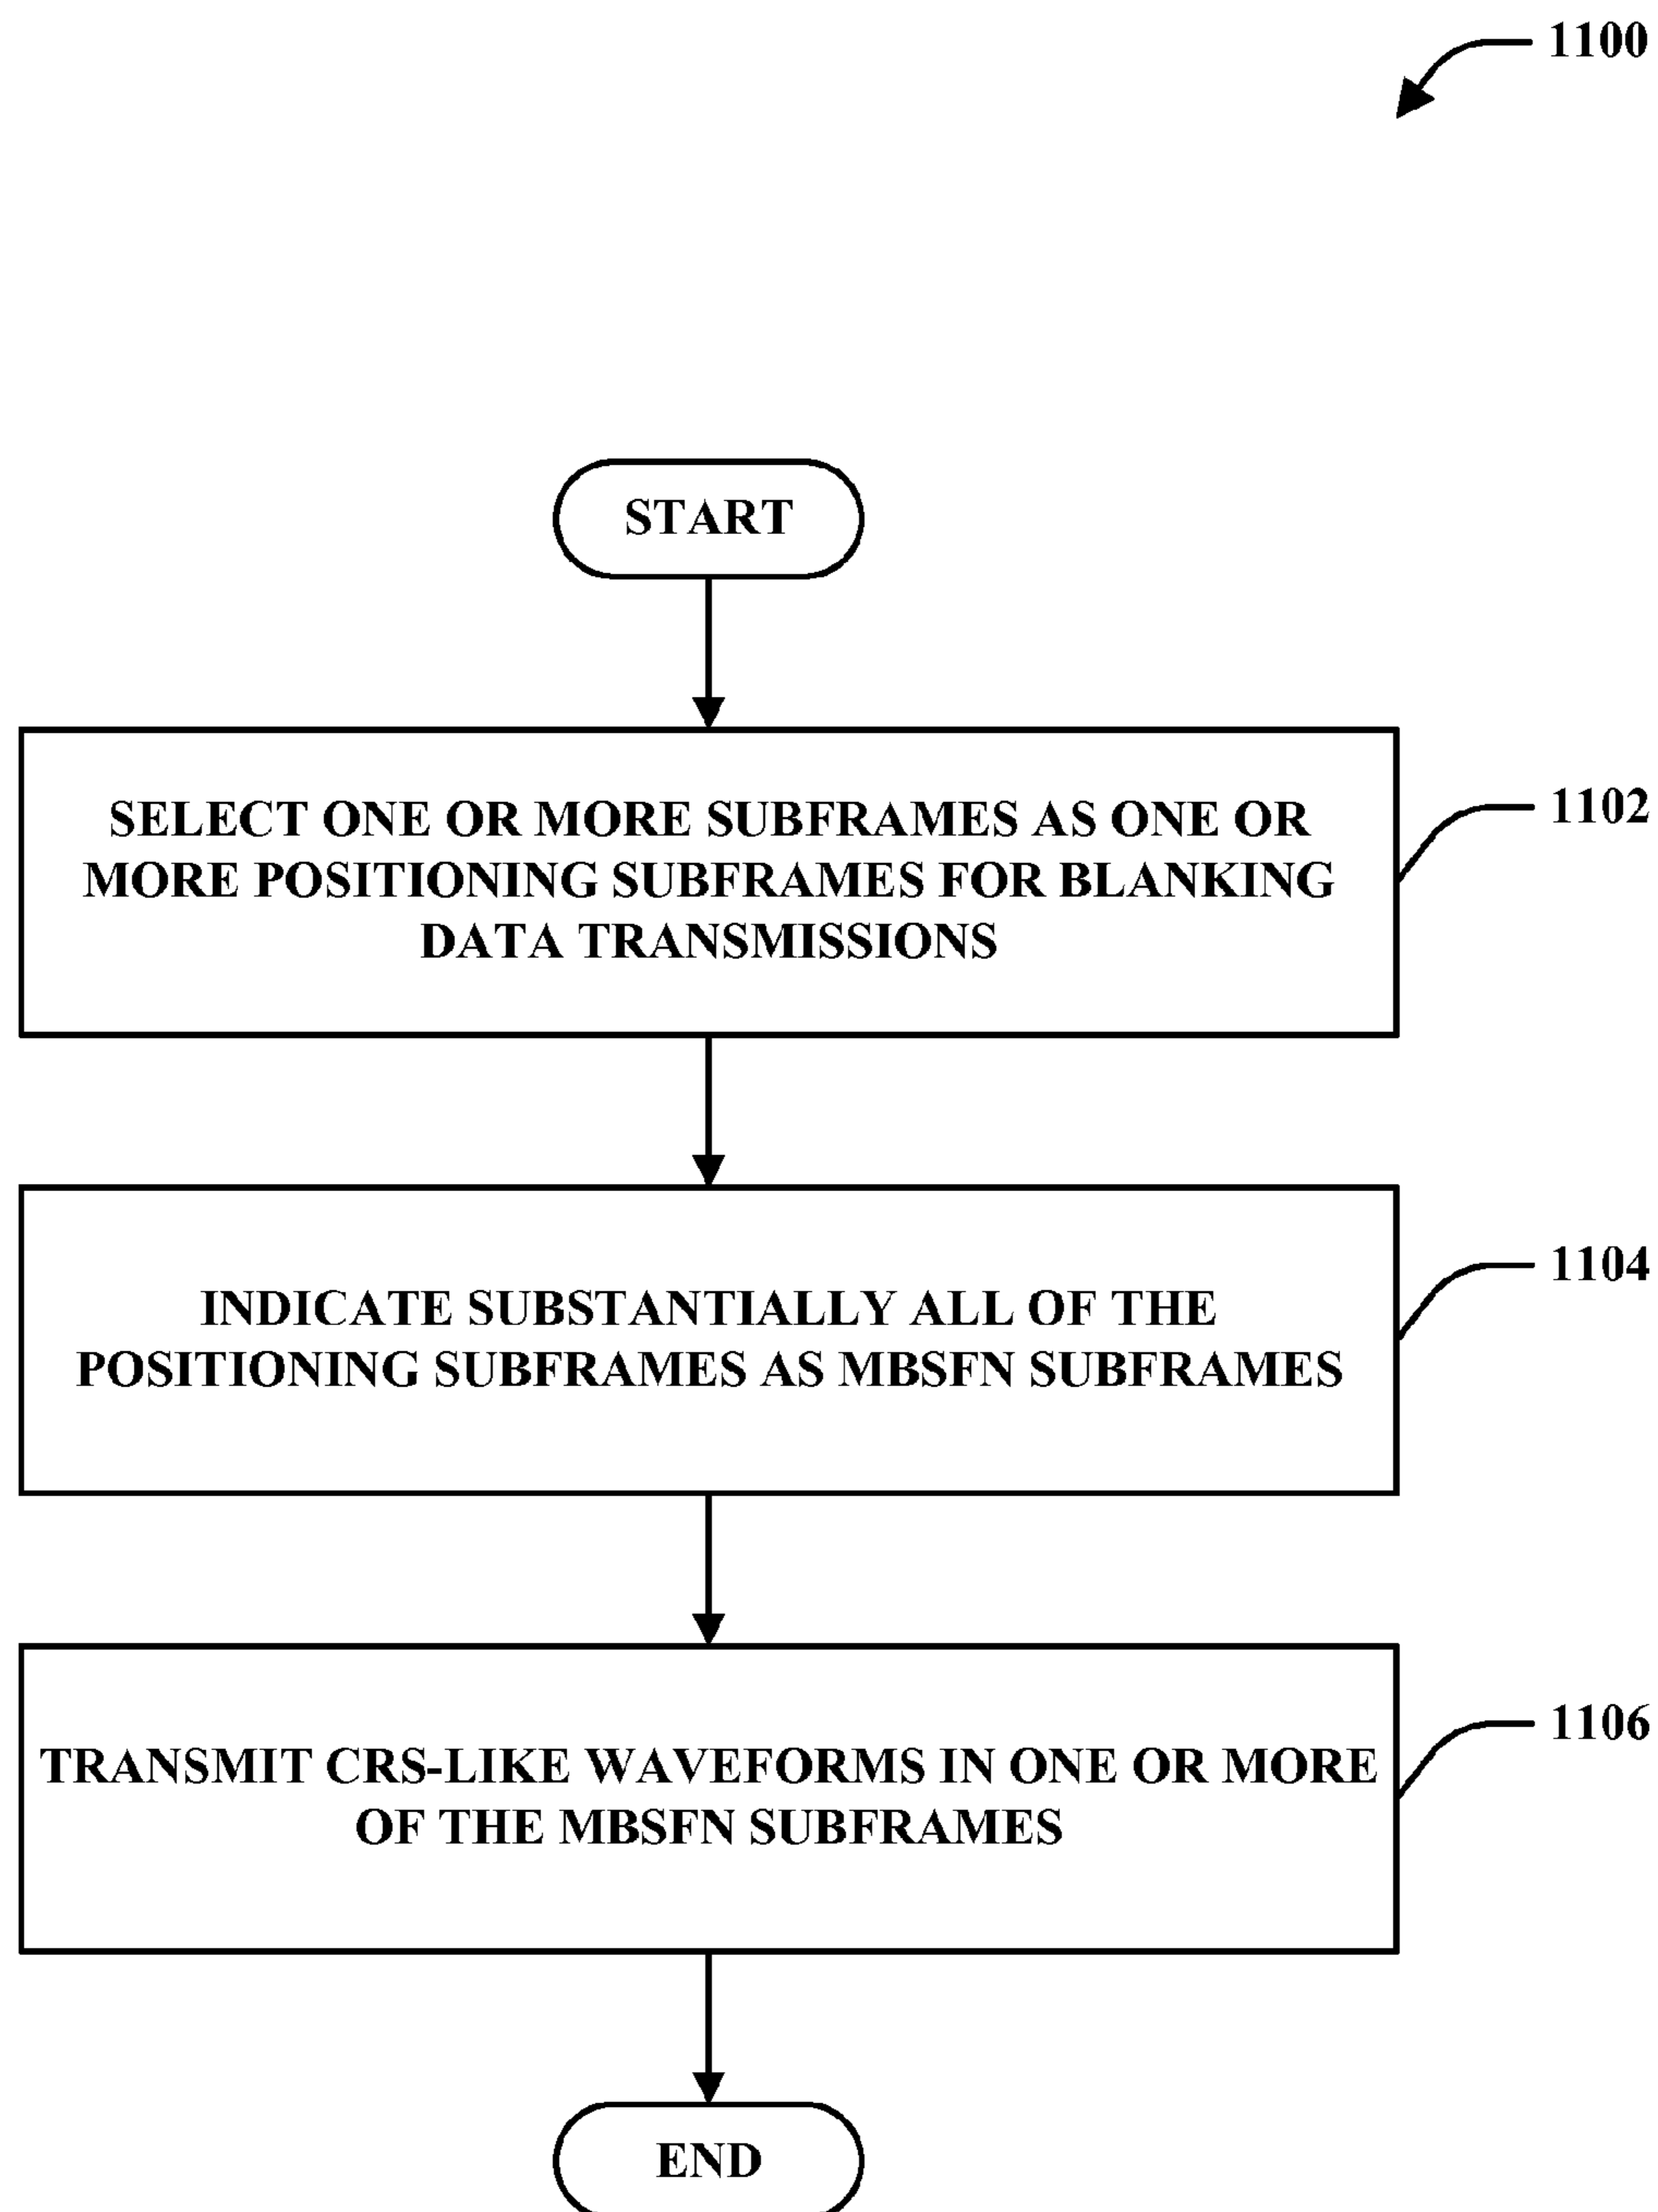 1100
START
SELECT ONE OR MORE SUBFRAMES AS ONE OR
MORE POSITIONING SUBFRAMES FOR BLANKING
DATA TRANSMISSIONS
1102
INDICATE SUBSTANTIALLY ALL OF THE
POSITIONING SUBFRAMES AS MBSFN SUBFRAMES
1104
TRANSMIT CRS-LIKE WAVEFORMS IN ONE OR MORE
OF THE MBSFN SUBFRAMES
1106
END